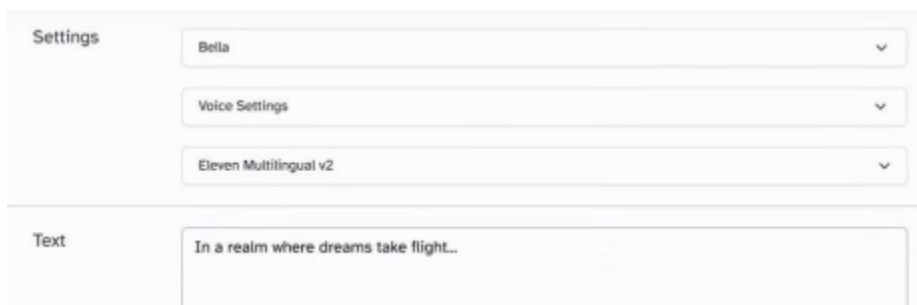 Settings
Bella
Voice Settings
Eleven Multilingual v2
Text
In a realm where dreams take flight...